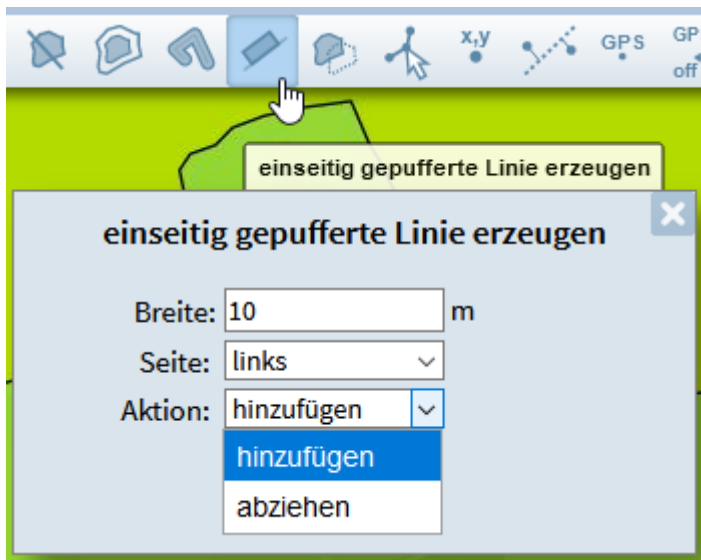 x,y
GPS
GP
off
einseitig gepufferte Linie erzeugen
einseitig gepufferte Linie erzeugen
Breite: 10 m
Seite: links
Aktion: hinzufügen
hinzufügen
abziehen